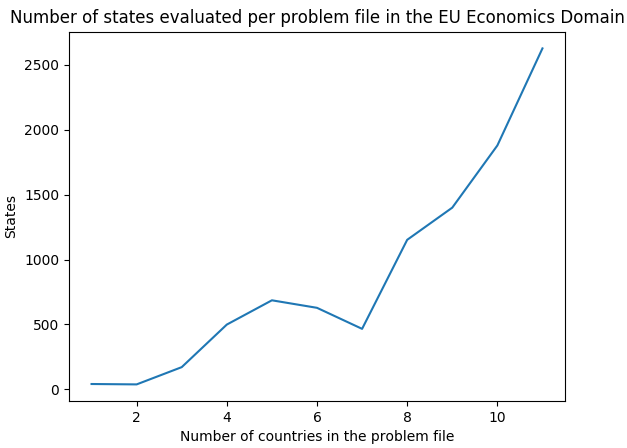 Number of states evaluated per problem file in the EU Economics Domain
2500
2000
1500
1000
500
0
States
2 4 6 8 10
Number of countries in the problem file